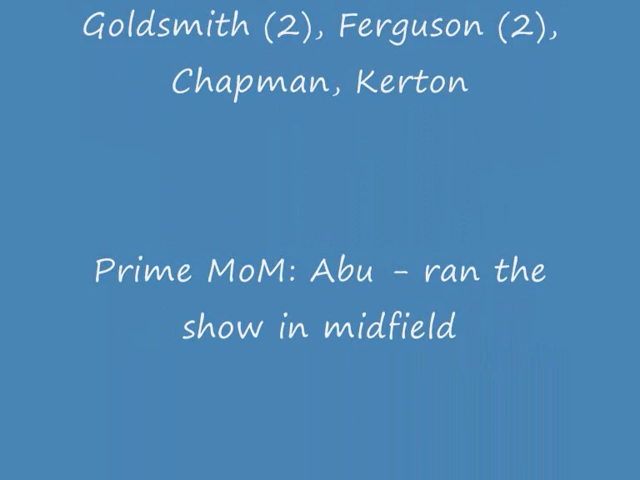 Goldsmith (2), Ferguson (2),
Chapman, Kerton
Prime MoM: Abu - ran the
show in midfield